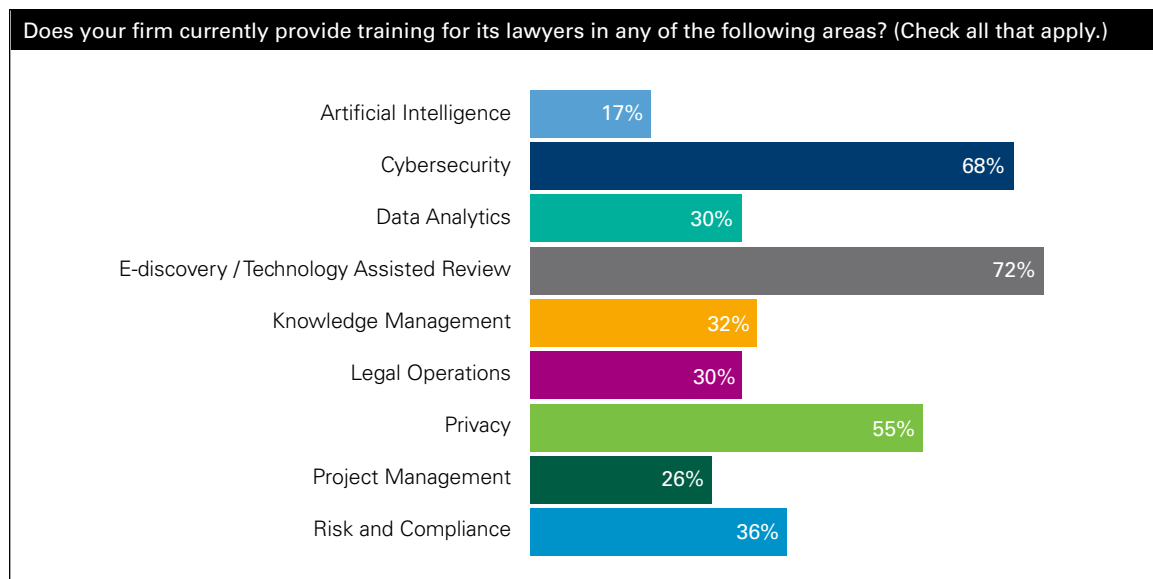 Does your firm currently provide training for its lawyers in any of the following areas? (Check all that apply.)
Artificial Intelligence 17%
Cybersecurity 68%
Data Analytics 30%
E-discovery / Technology Assisted Review 72%
Knowledge Management 32%
Legal Operations 30%
Privacy 55%
Project Management 26%
Risk and Compliance 36%